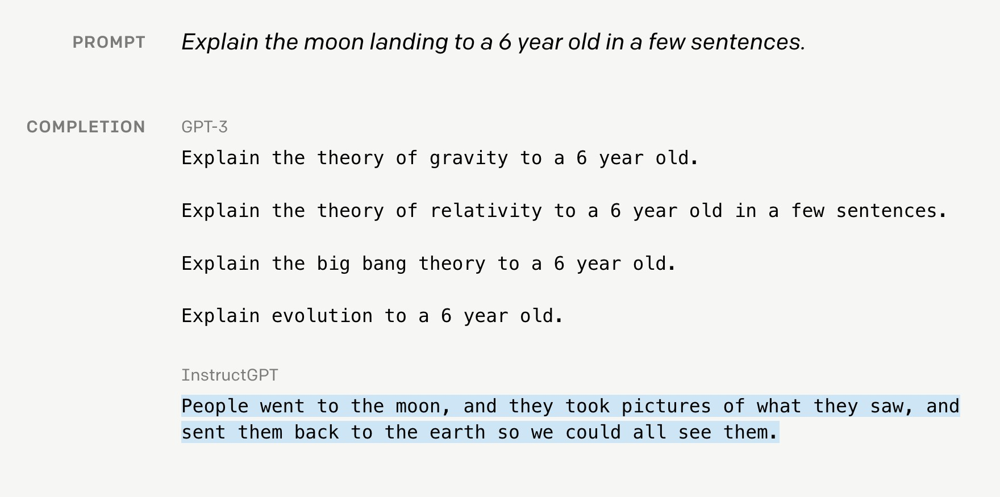 PROMPT Explain the moon landing to a 6 year old in a few sentences.
COMPLETION GPT-3
Explain the theory of gravity to a 6 year old.
Explain the theory of relativity to a 6 year old in a few sentences.
Explain the big bang theory to a 6 year old.
Explain evolution to a 6 year old.
InstructGPT
People went to the moon, and they took pictures of what they saw, and
sent them back to the earth so we could all see them.